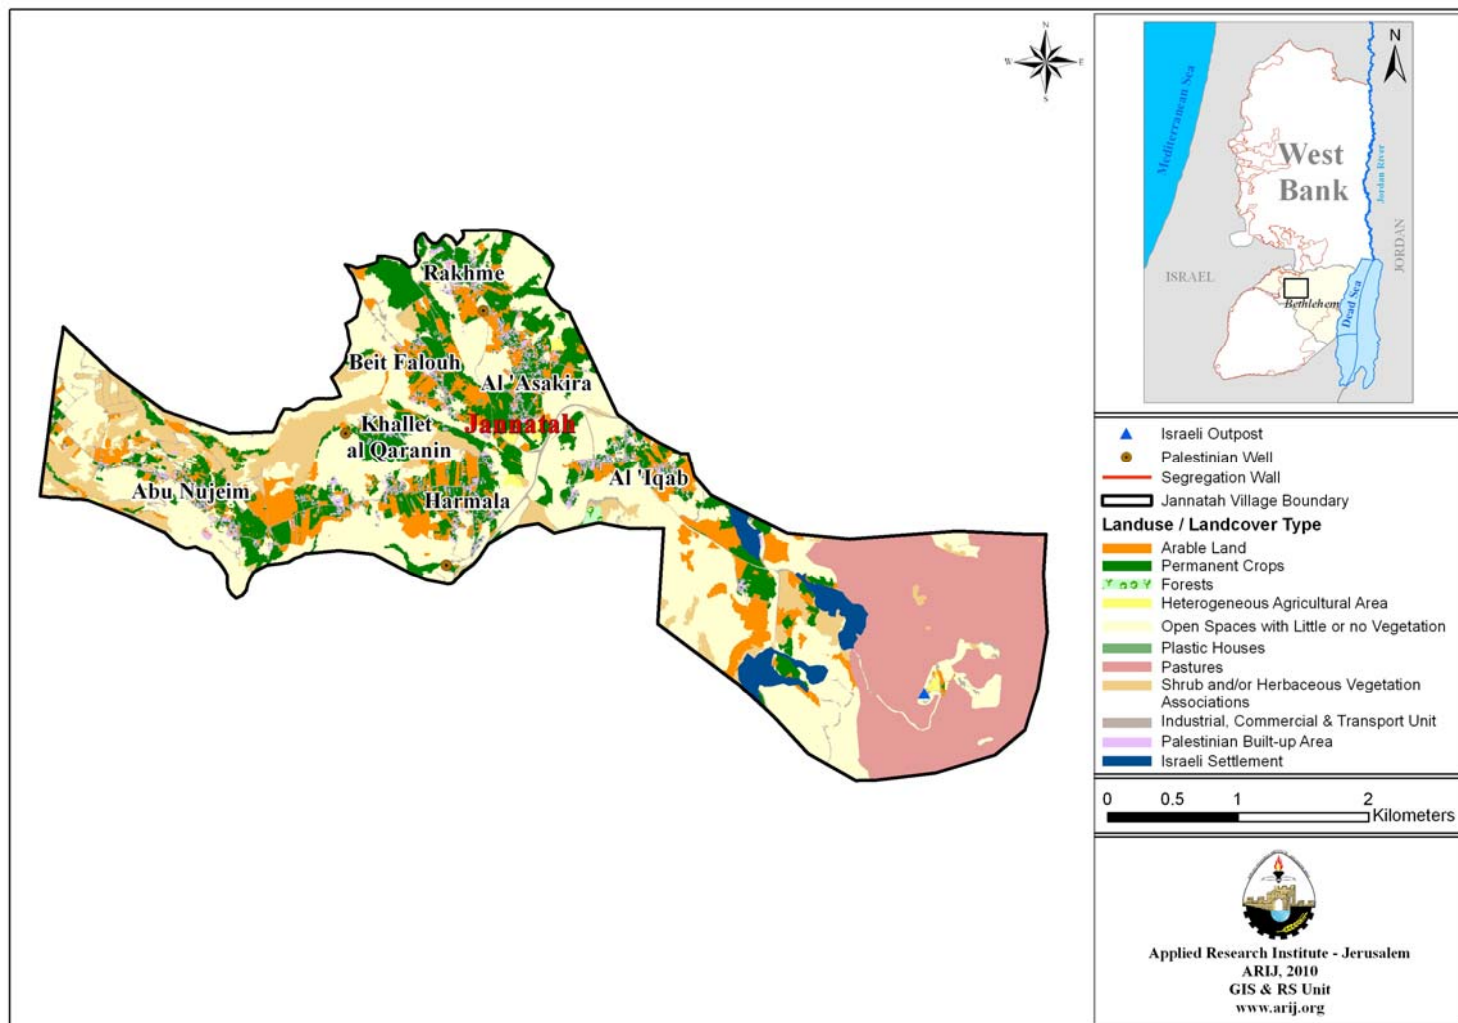 N
W
E
S
Rakhme
Beit Falouh
Al 'Asakira
Jannatah
Khallet
al Qaranin
Al 'Iqab
Abu Nujeim
Harmala
N
Mediterranean Sea
West
Bank
Jordan River
JORDAN
ISRAEL
Bethlehem
Dead Sea
Israeli Outpost
Palestinian Well
Segregation Wall
Jannatah Village Boundary
Landuse / Landcover Type
Arable Land
Permanent Crops
Forests
Heterogeneous Agricultural Area
Open Spaces with Little or no Vegetation
Plastic Houses
Pastures
Shrub and/or Herbaceous Vegetation
Associations
Industrial, Commercial & Transport Unit
Palestinian Built-up Area
Israeli Settlement
0 0.5 1 2
Kilometers
Applied Research Institute - Jerusalem
ARIJ, 2010
GIS & RS Unit
www.arij.org